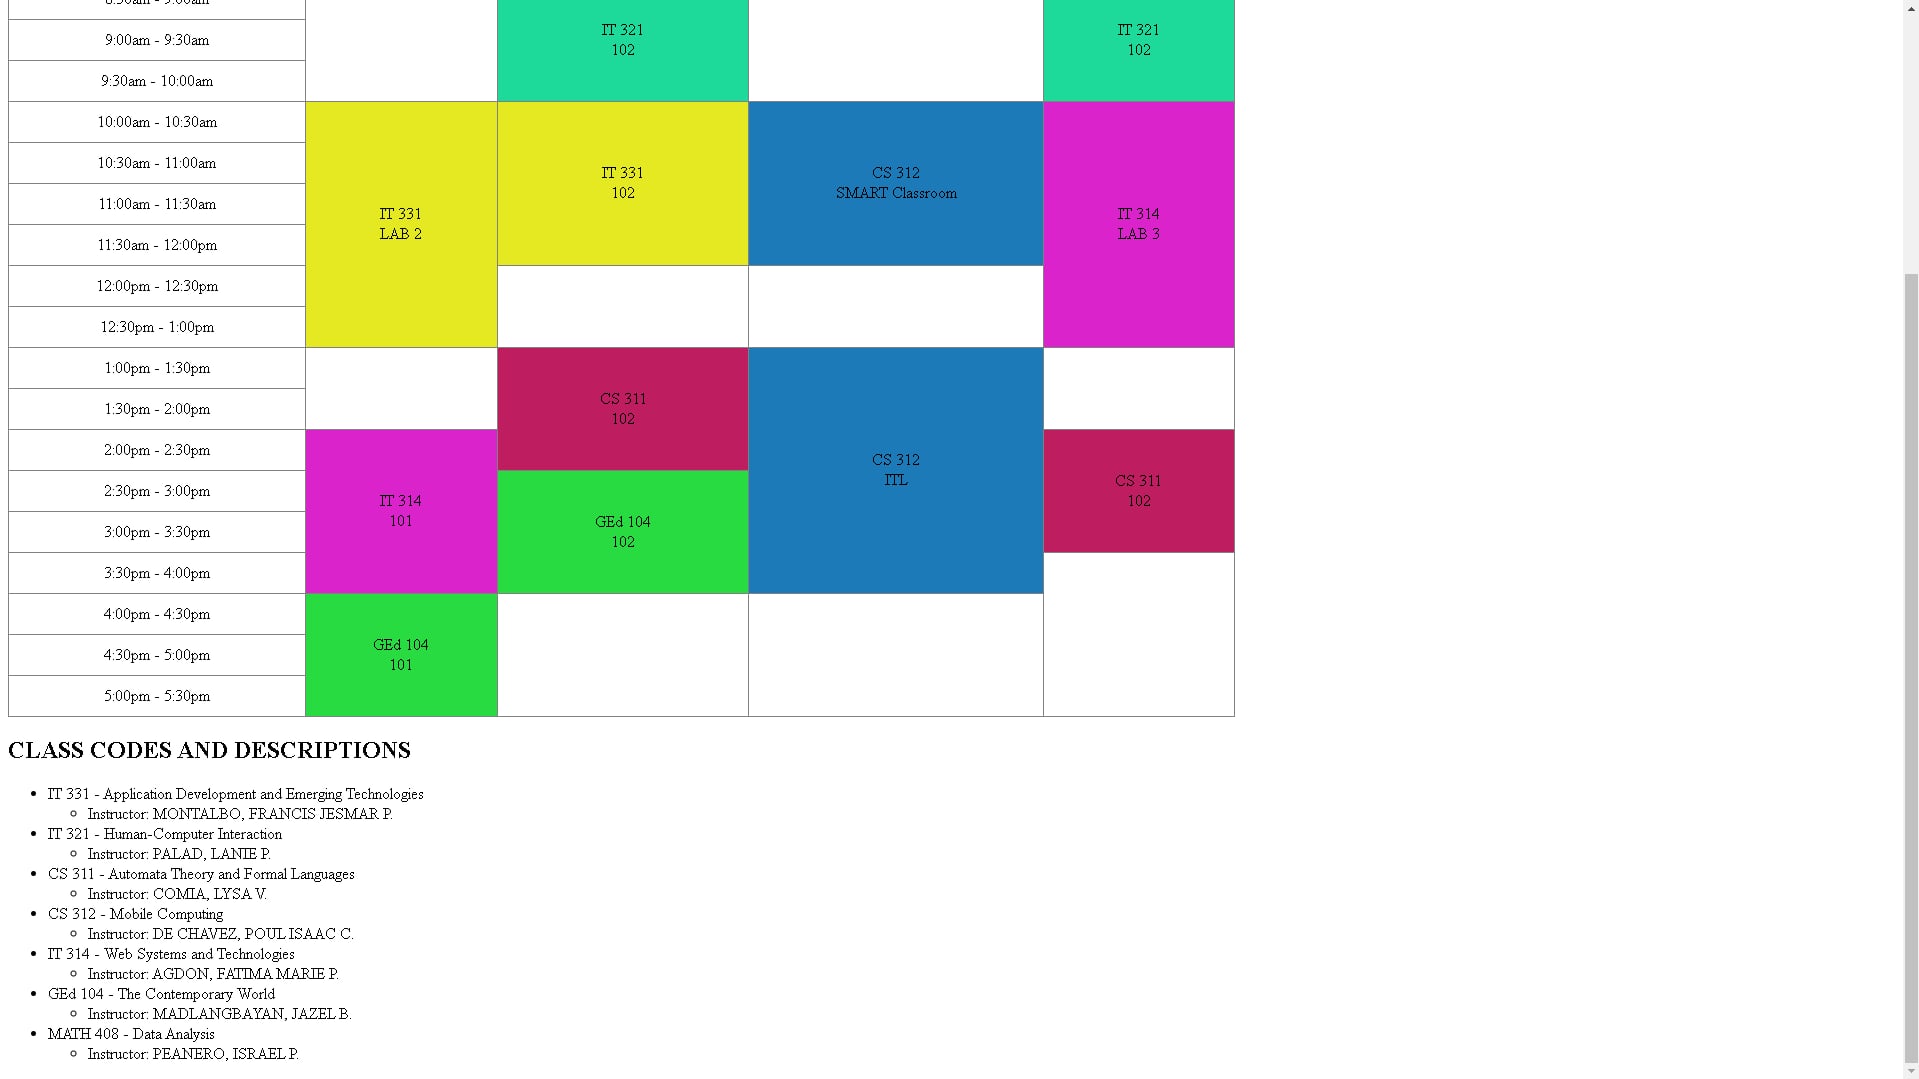 8:30am - 9:00am
9:00am - 9:30am
9:30am - 10:00am
IT 321
102
IT 321
102
10:00am - 10:30am
10:30am - 11:00am
11:00am - 11:30am
11:30am - 12:00pm
12:00pm - 12:30pm
12:30pm - 1:00pm
IT 331
LAB 2
IT 331
102
CS 312
SMART Classroom
IT 314
LAB 3
1:00pm - 1:30pm
1:30pm - 2:00pm
2:00pm - 2:30pm
2:30pm - 3:00pm
3:00pm - 3:30pm
3:30pm - 4:00pm
4:00pm - 4:30pm
4:30pm - 5:00pm
5:00pm - 5:30pm
CS 311
102
CS 312
ITL
CS 311
102
IT 314
101
GEd 104
102
GEd 104
101
CLASS CODES AND DESCRIPTIONS
IT 331 - Application Development and Emerging Technologies
Instructor: MONTALBO, FRANCIS JESMAR P.
IT 321 - Human-Computer Interaction
Instructor: PALAD, LANIE P.
CS 311 - Automata Theory and Formal Languages
Instructor: COMIA, LYSA V.
CS 312 - Mobile Computing
Instructor: DE CHAVEZ, POUL ISAAC C.
IT 314 - Web Systems and Technologies
Instructor: AGDON, FATIMA MARIE P.
GEd 104 - The Contemporary World
Instructor: MADLANGBAYAN, JAZEL B.
MATH 408 - Data Analysis
Instructor: PEANERO, ISRAEL P.